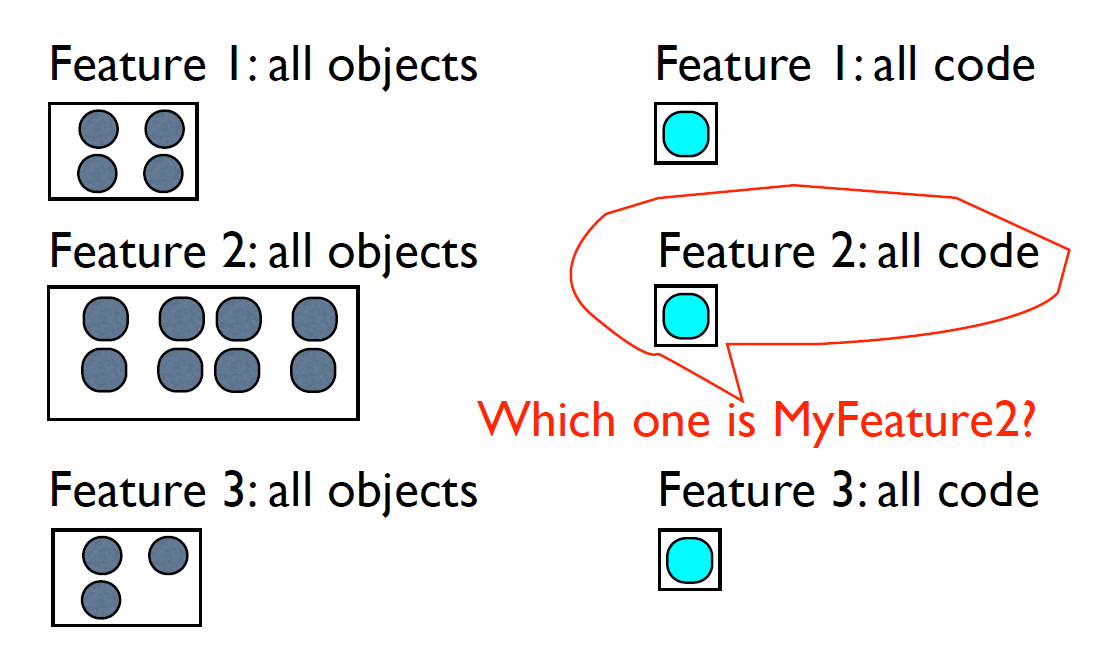 Feature 1: all objects
Feature 1: all code
Feature 2: all objects
Feature 2: all code
Which one is MyFeature2?
Feature 3: all objects
Feature 3: all code